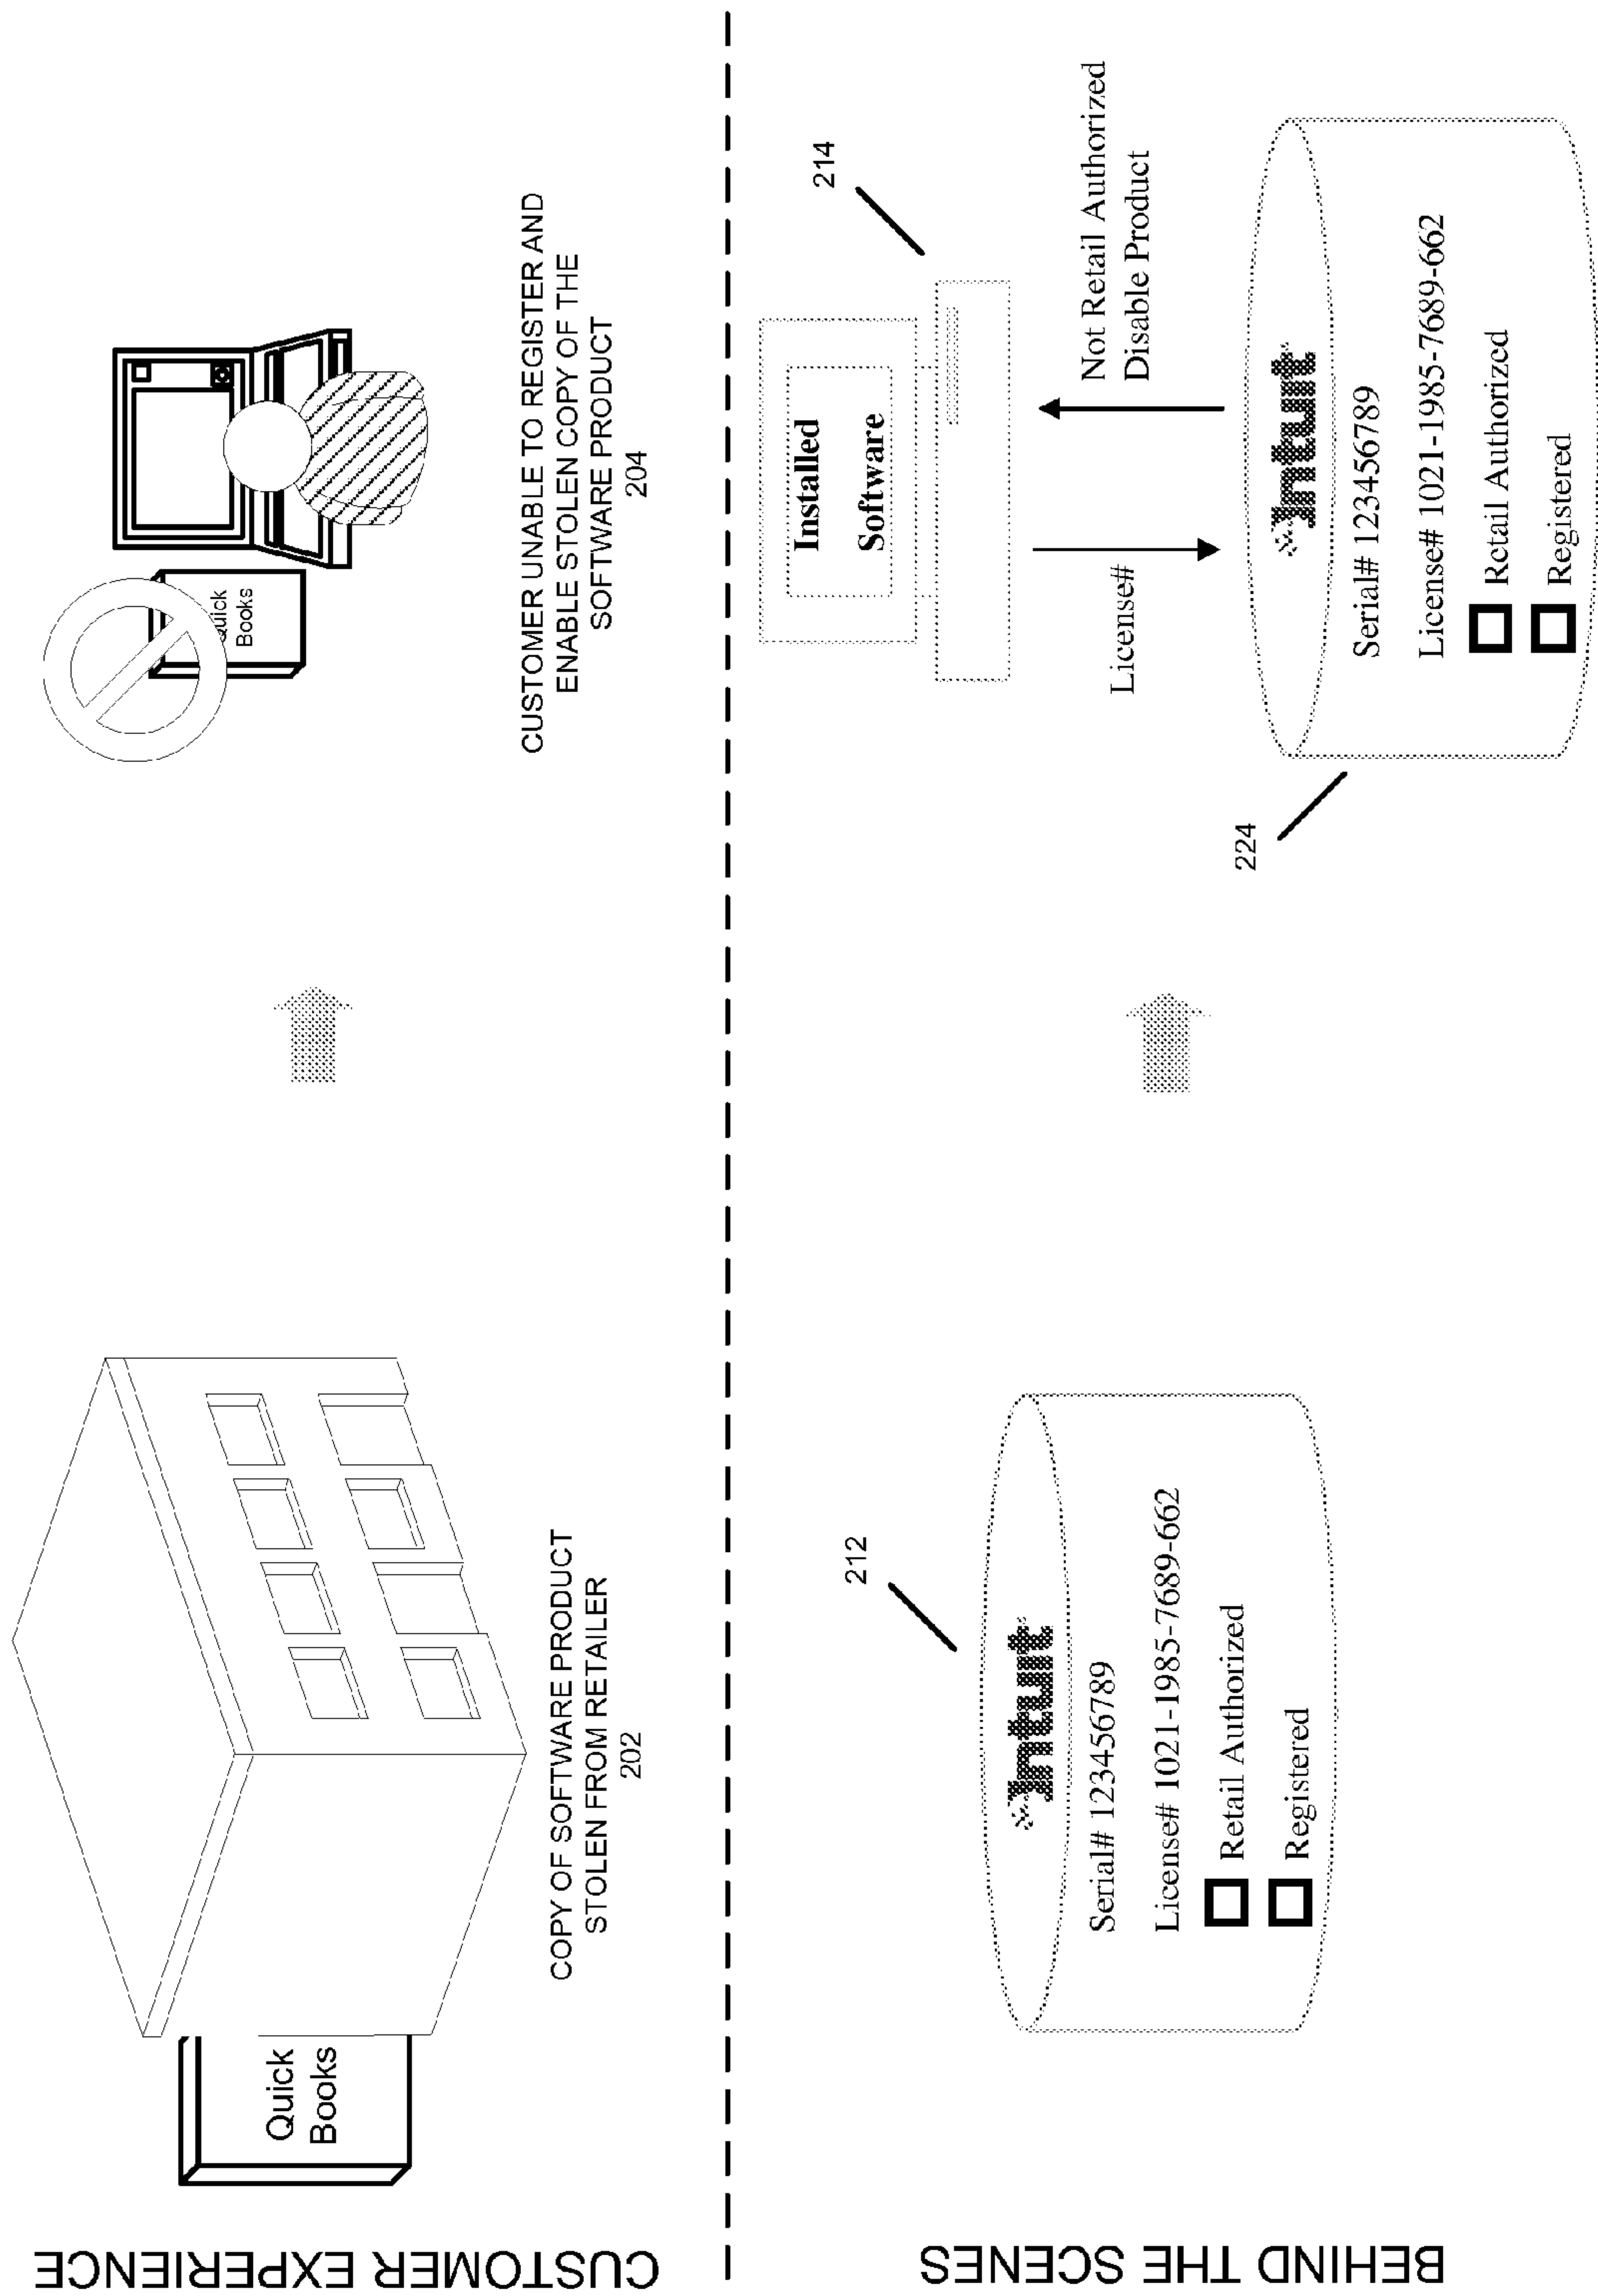 CUSTOMER EXPERIENCE
Quick
Books
COPY OF SOFTWARE PRODUCT
STOLEN FROM RETAILER
202
Quick
Books
CUSTOMER UNABLE TO REGISTER AND
ENABLE STOLEN COPY OF THE
SOFTWARE PRODUCT
204
BEHIND THE SCENES
212
Intuit
Serial# 123456789
License# 1021-1985-7689-662
Retail Authorized
Registered
214
Installed
Software
License#
Not Retail Authorized
Disable Product
224
Intuit
Serial# 123456789
License# 1021-1985-7689-662
Retail Authorized
Registered